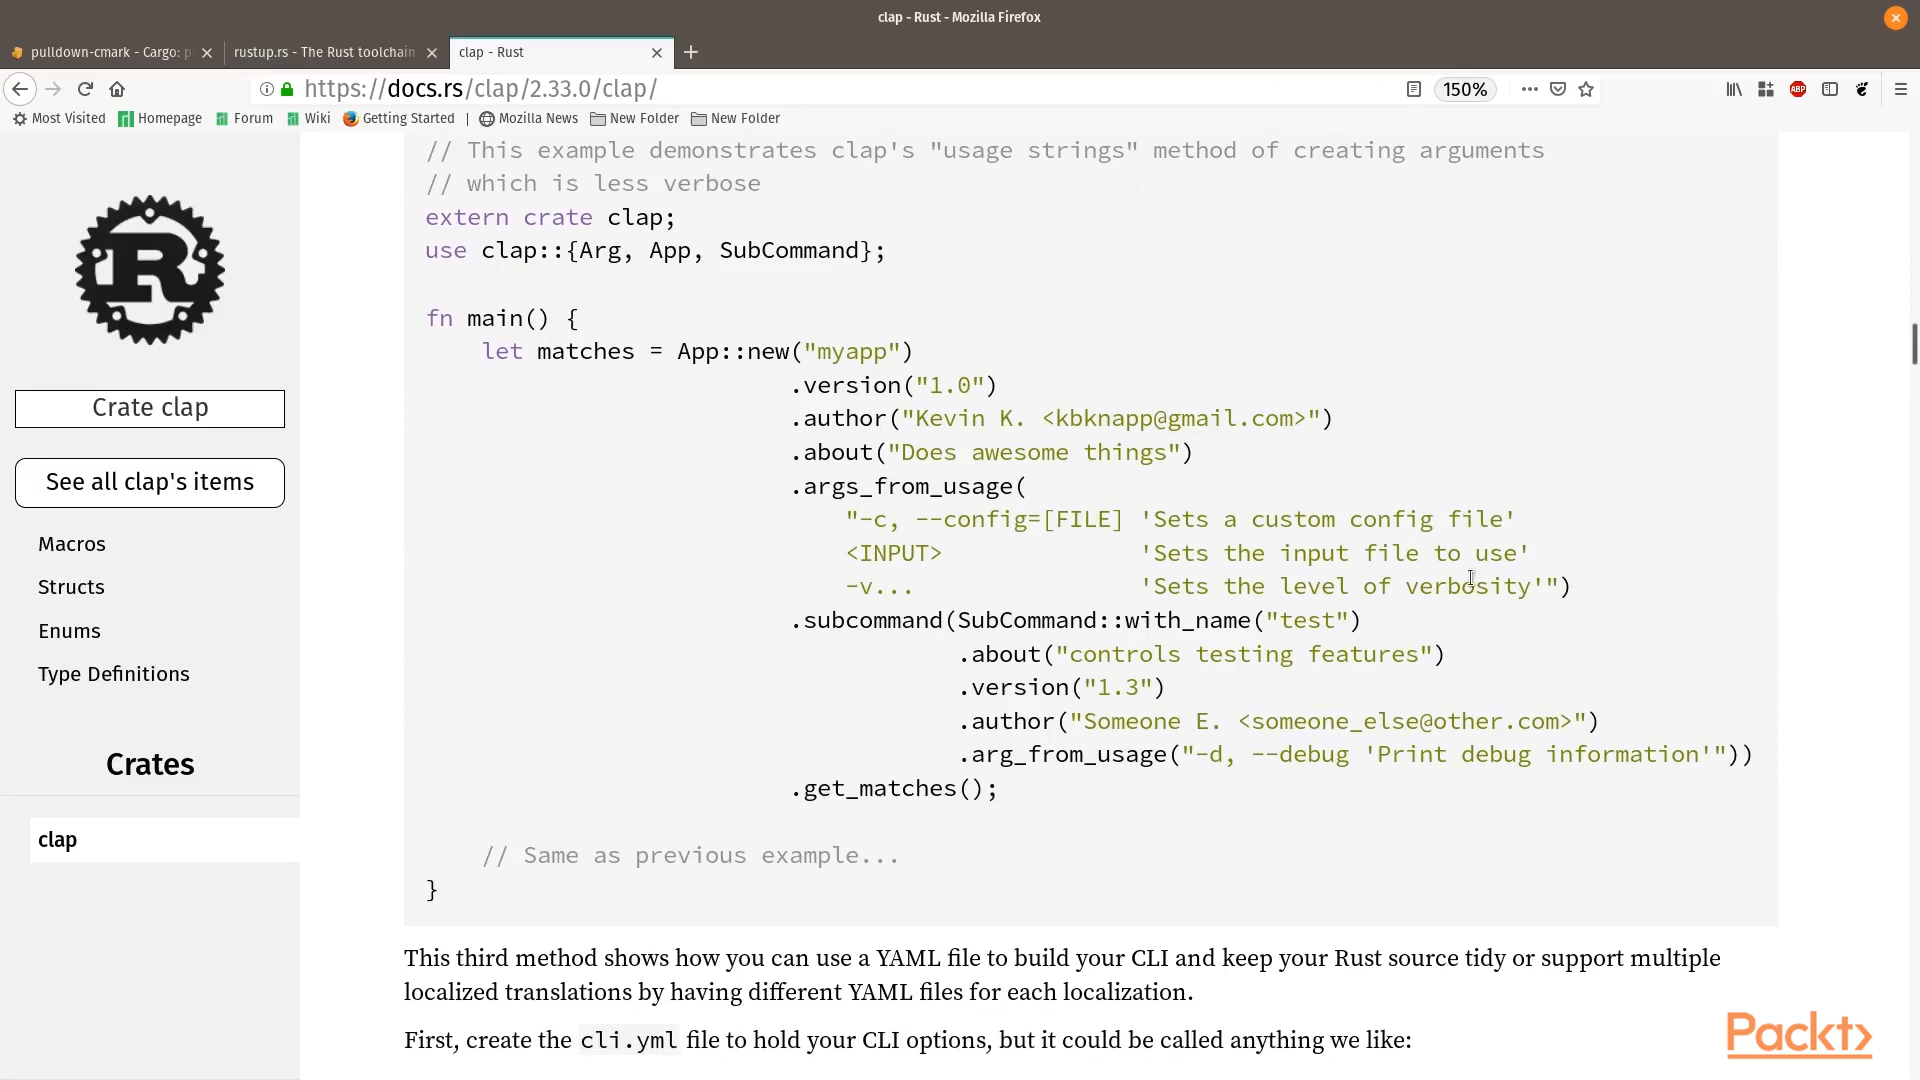 clap - Rust - Mozilla Firefox
pulldown-cmark - Cargo: p
rustup.rs - The Rust toolchain
clap - Rust
https://docs.rs/clap/2.33.0/clap/
150%
ABP
Most Visited
Homepage
Forum
Wiki
Getting Started
Mozilla News
New Folder
New Folder
R
Crate clap
See all clap's items
Macros
Structs
Enums
Type Definitions
Crates
clap
// This example demonstrates clap's "usage strings" method of creating arguments
// which is less verbose
extern crate clap;
use clap::{Arg, App, SubCommand};
fn main() {
let matches = App::new("myapp")
.version("1.0")
.author("Kevin K. <kbknapp@gmail.com>")
.about("Does awesome things")
.args_from_usage(
"-c, --config=[FILE] 'Sets a custom config file'
<INPUT>              'Sets the input file to use'
-v...                'Sets the level of verbosity'")
.subcommand(SubCommand::with_name("test")
.about("controls testing features")
.version("1.3")
.author("Someone E. <someone_else@other.com>")
.arg_from_usage("-d, --debug 'Print debug information'"))
.get_matches();
// Same as previous example...
}
This third method shows how you can use a YAML file to build your CLI and keep your Rust source tidy or support multiple
localized translations by having different YAML files for each localization.
First, create the cli.yml file to hold your CLI options, but it could be called anything we like:
Packt>